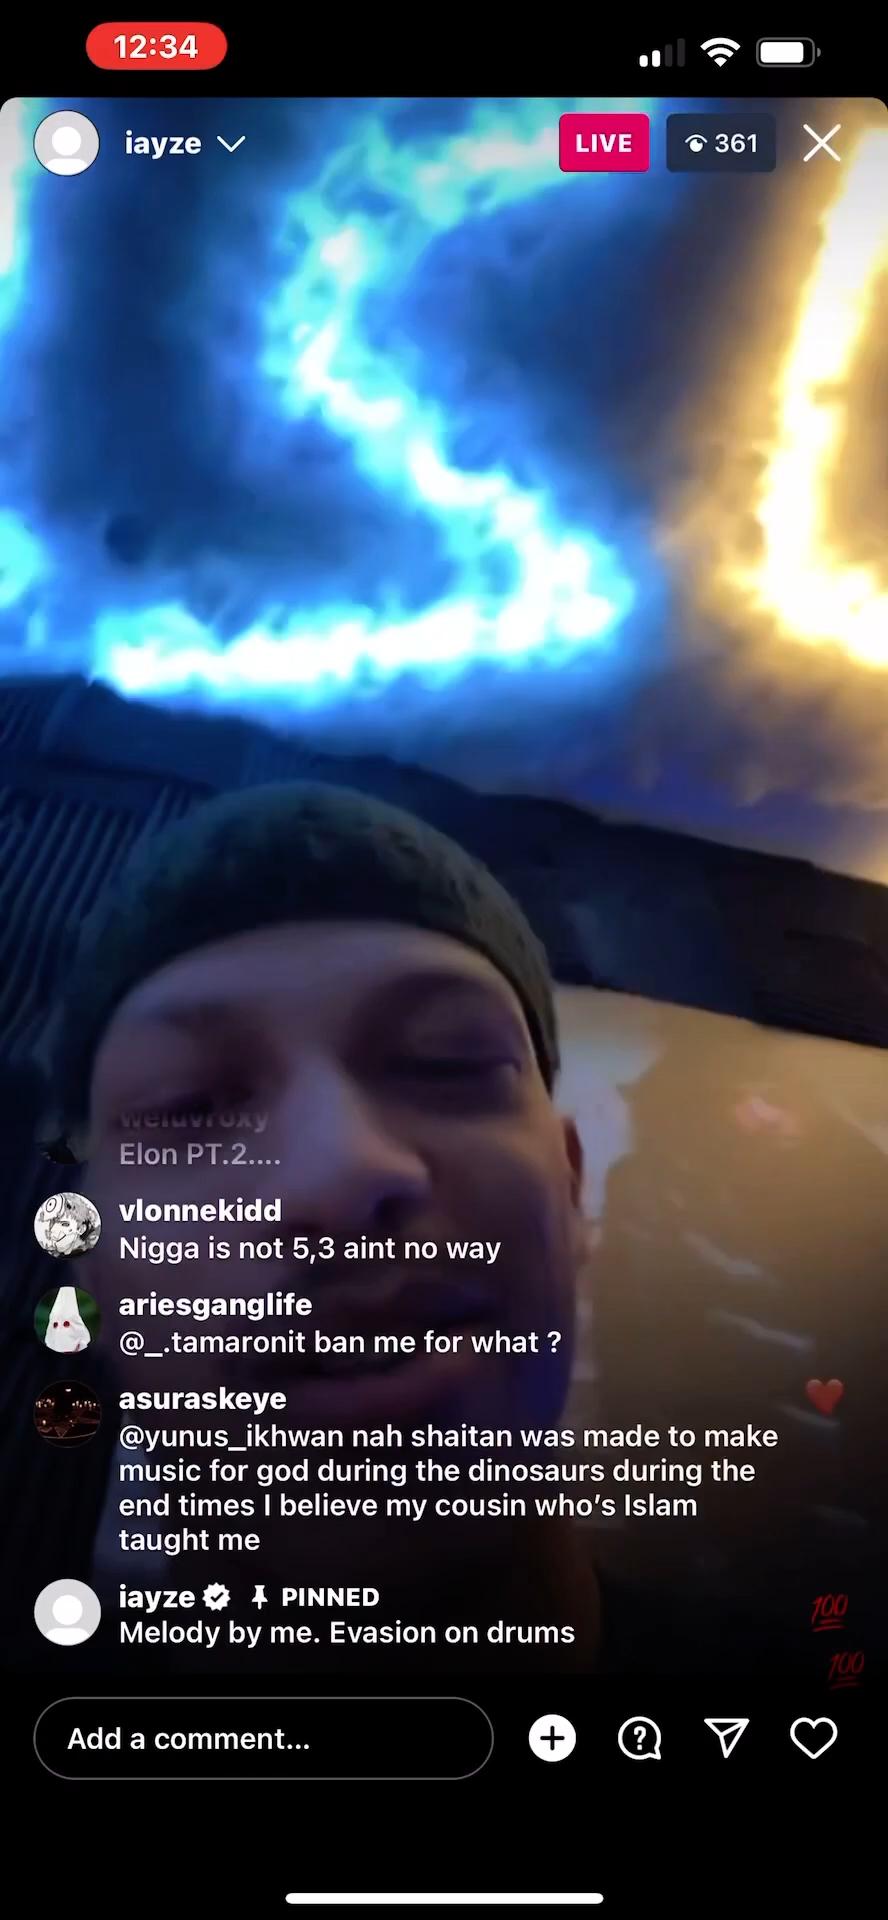 12:34
iayze
LIVE
361
weluvroxy
Elon PT.2....
vlonnekidd
Nigga is not 5,3 aint no way
ariesganglife
@_.tamaronit ban me for what ?
asuraskeye
@yunus_ikhwan nah shaitan was made to make
music for god during the dinosaurs during the
end times I believe my cousin who’s Islam
taught me
iayze PINNED
Melody by me. Evasion on drums
100
100
Add a comment...